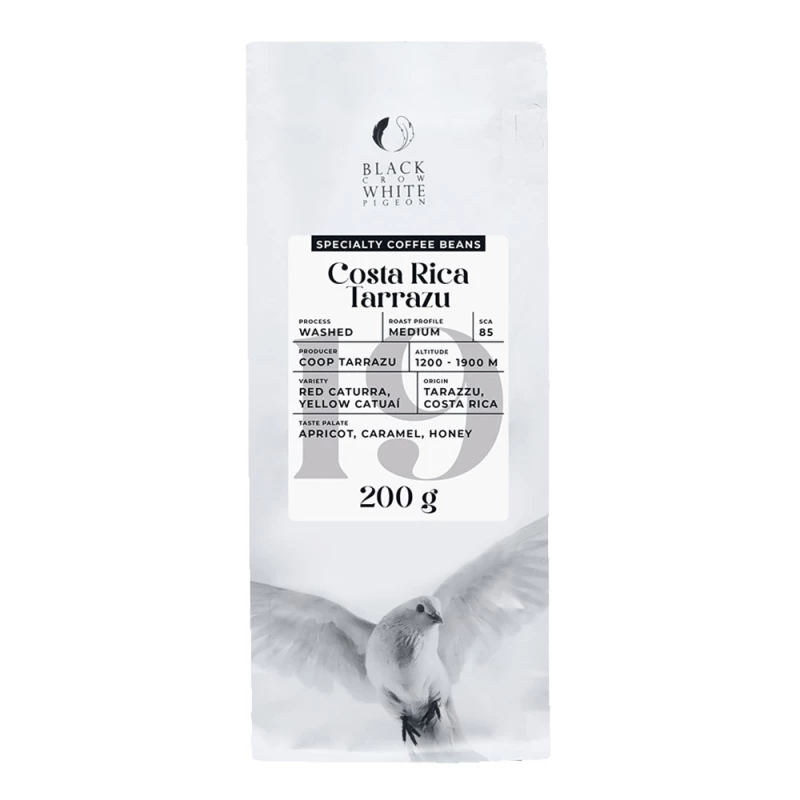 BLACK
CROW
WHITE
PIGEON
SPECIALTY COFFEE BEANS
Costa Rica
Tarrazu
PROCESS
WASHED
ROAST PROFILE
MEDIUM
SCA
85
PRODUCER
COOP TARRAZU
ALTITUDE
1200 - 1900 M
VARIETY
RED CATURRA,
YELLOW CATUAÍ
ORIGIN
TARAZZU,
COSTA RICA
TASTE PALATE
APRICOT, CARAMEL, HONEY
19
200 g